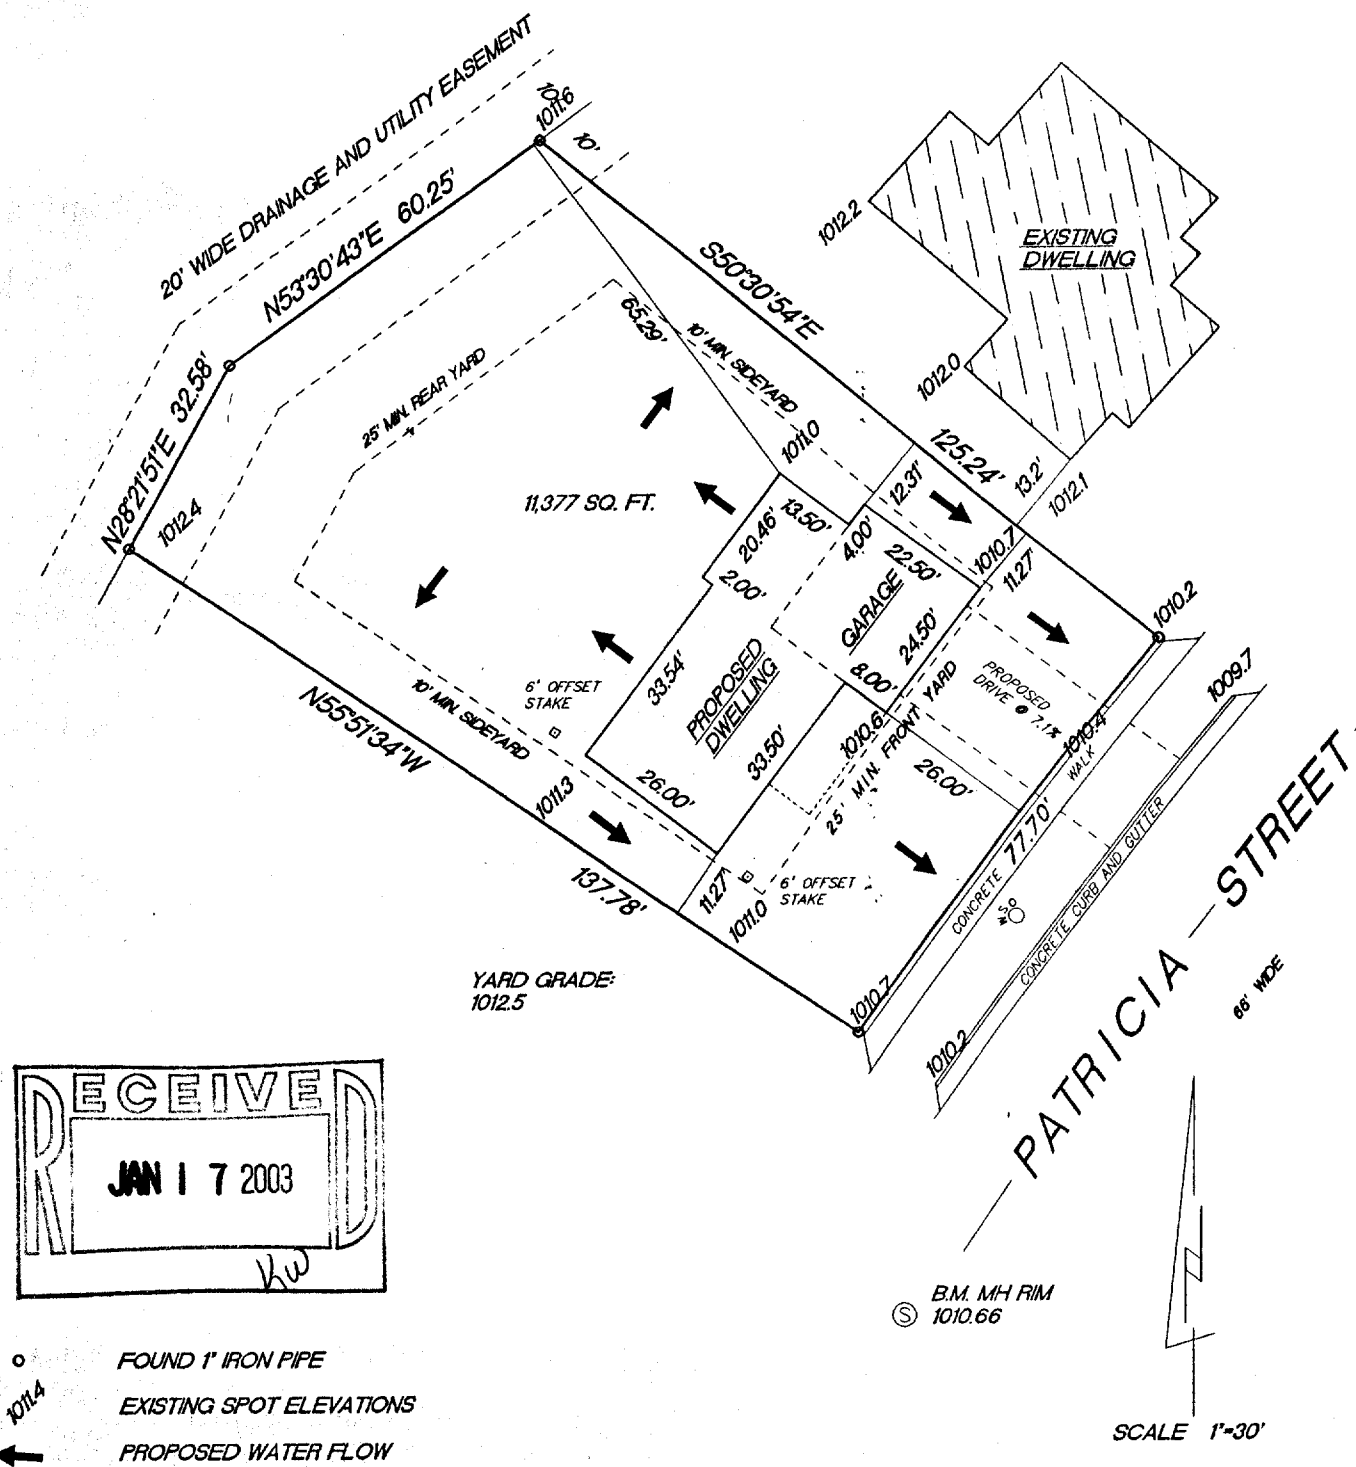 20' WIDE DRAINAGE AND UTILITY EASEMENT
1011.6
10'
10'
N53°30'43"E 60.25'
N28°21'51"E 32.58'
1012.4
S50°30'54"E
125.24'
1012.2
EXISTING
DWELLING
1012.0
13.2'
1012.1
65.29'
10' MIN. SIDEYARD
25' MIN. REAR YARD
1011.0
12.31'
11,377 SQ. FT.
13.50'
20.46'
2.00'
4.00'
22.50'
1010.7
11.27'
GARAGE
24.50'
8.00'
1010.2
1009.7
PROPOSED
DWELLING
33.54'
33.50'
26.00'
6' OFFSET
STAKE
10' MIN. SIDEYARD
N55°51'34"W
137.78'
1011.3
1010.6
25' MIN. FRONT YARD
PROPOSED
DRIVE @ 7.1%
1010.4
WALK
26.00'
11.27'
1011.0
6' OFFSET
STAKE
CONCRETE
77.70'
CONCRETE CURB AND GUTTER
1010.7
1010.2
PATRICIA STREET
66' WIDE
YARD GRADE:
1012.5
RECEIVED
JAN 17 2003
KW
B.M. MH RIM
S 1010.66
FOUND 1" IRON PIPE
1011.4 EXISTING SPOT ELEVATIONS
PROPOSED WATER FLOW
SCALE 1"=30'